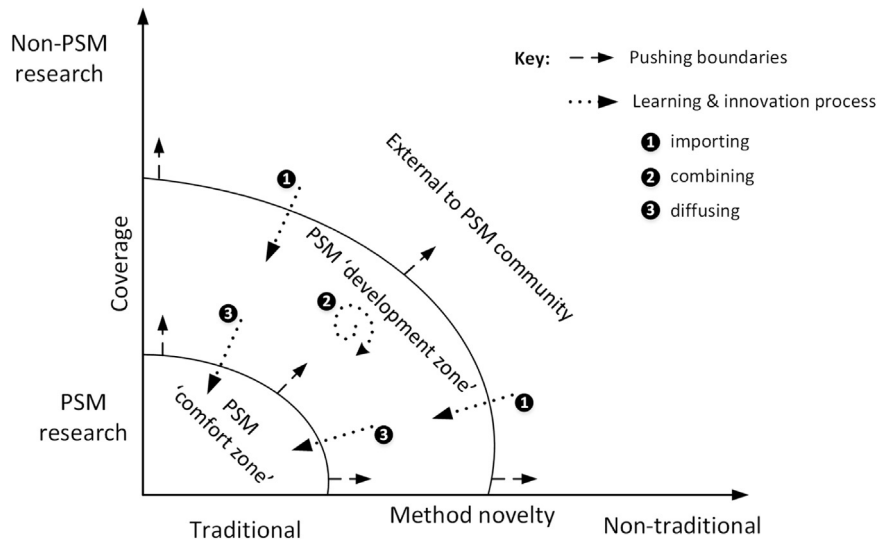 Non-PSM
research
Key:
Pushing boundaries
Learning & innovation process
1 importing
2 combining
3 diffusing
External to PSM community
1
PSM 'development zone'
Coverage
2
3
PSM
research
PSM
'comfort zone'
3
1
Traditional
Method novelty
Non-traditional